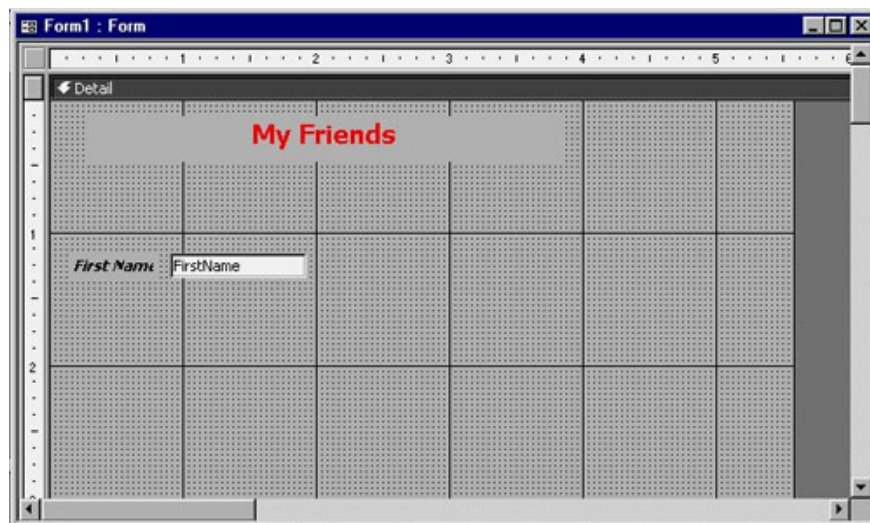 Form1 : Form
1 2 3 4 5
Detail
My Friends
1
First Name FirstName
2